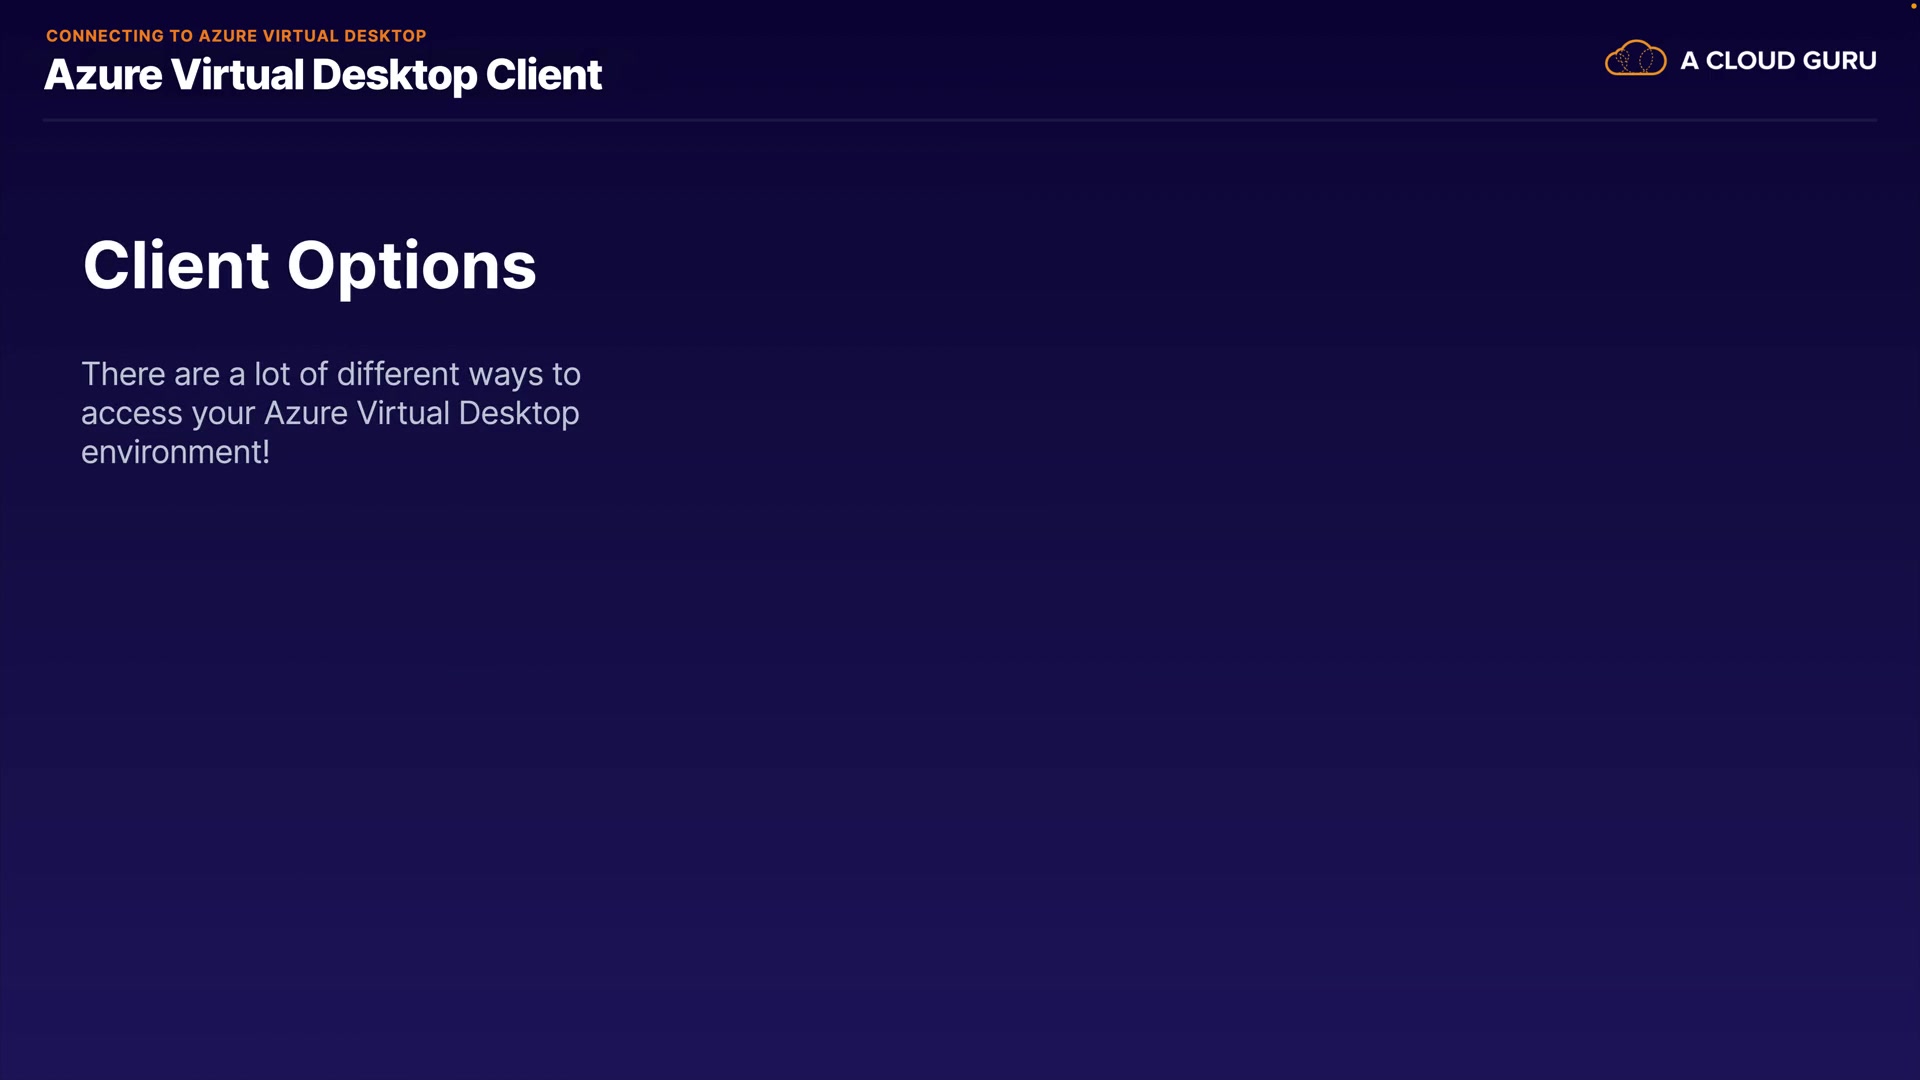 CONNECTING TO AZURE VIRTUAL DESKTOP
Azure Virtual Desktop Client
A CLOUD GURU
Client Options
There are a lot of different ways to
access your Azure Virtual Desktop
environment!